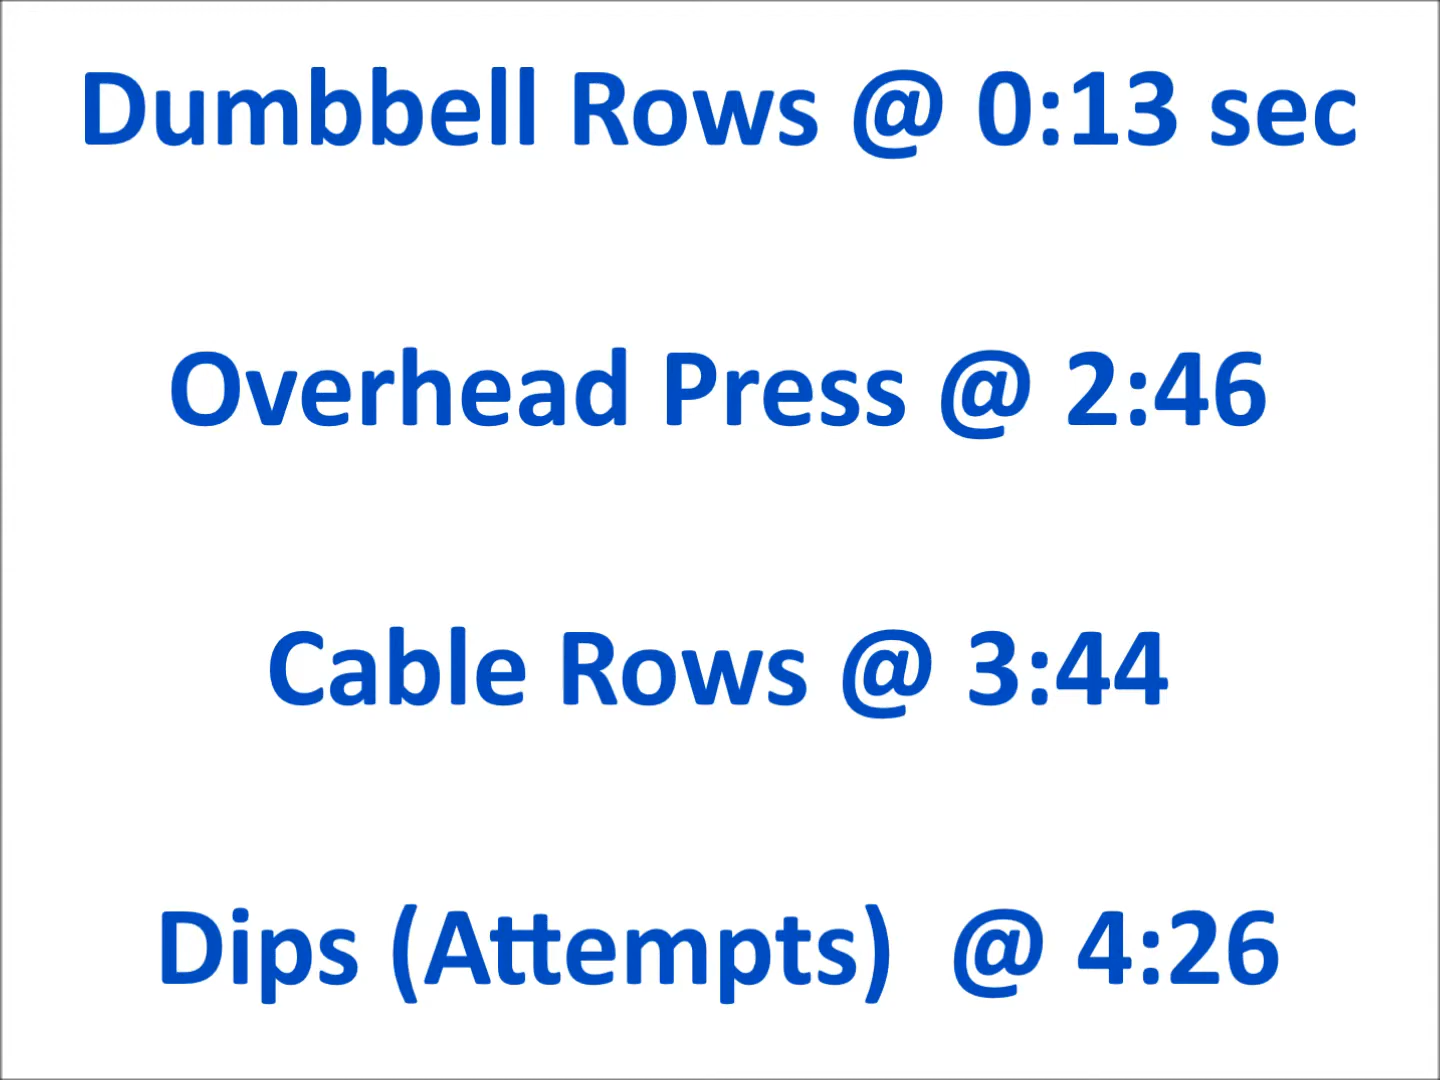 Dumbbell Rows @ 0:13 sec
Overhead Press @ 2:46
Cable Rows @ 3:44
Dips (Attempts)  @ 4:26